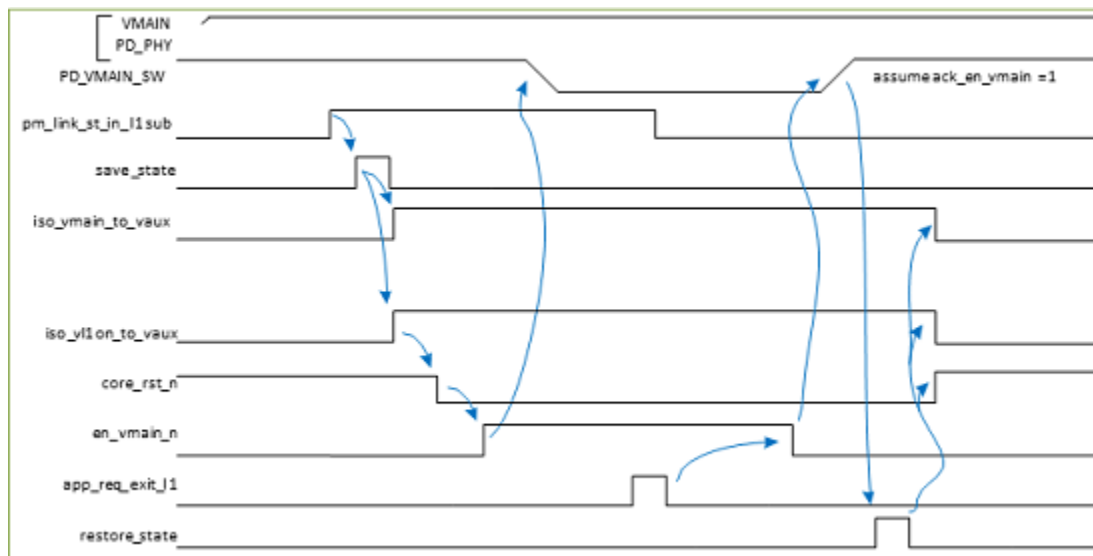 VMAIN
PD_PHY
PD_VMAIN_SW
assume ack_en_vmain =1
pm_link_st_in_l1sub
save_state
iso_vmain_to_vaux
iso_vl1on_to_vaux
core_rst_n
en_vmain_n
app_req_exit_l1
restore_state